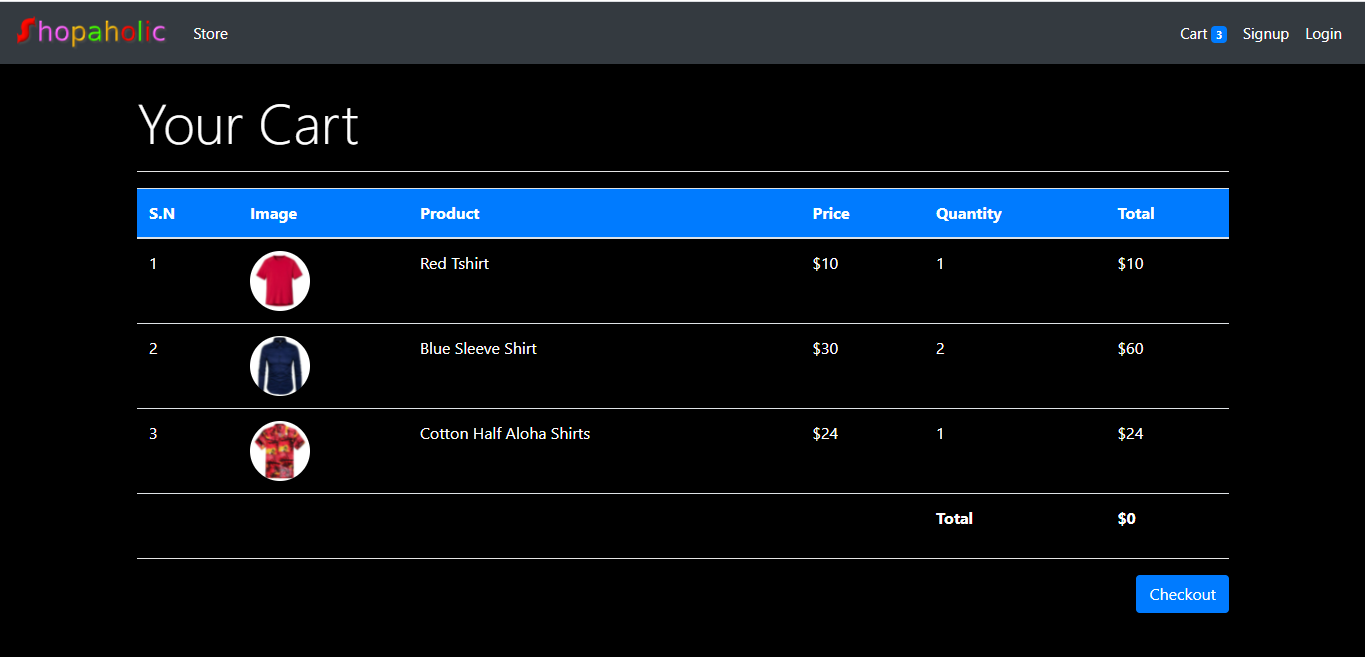 Shopaholic Store Cart 3 Signup Login
Your Cart
S.N Image Product Price Quantity Total
1 Red Tshirt $10 1 $10
2 Blue Sleeve Shirt $30 2 $60
3 Cotton Half Aloha Shirts $24 1 $24
Total $0
Checkout